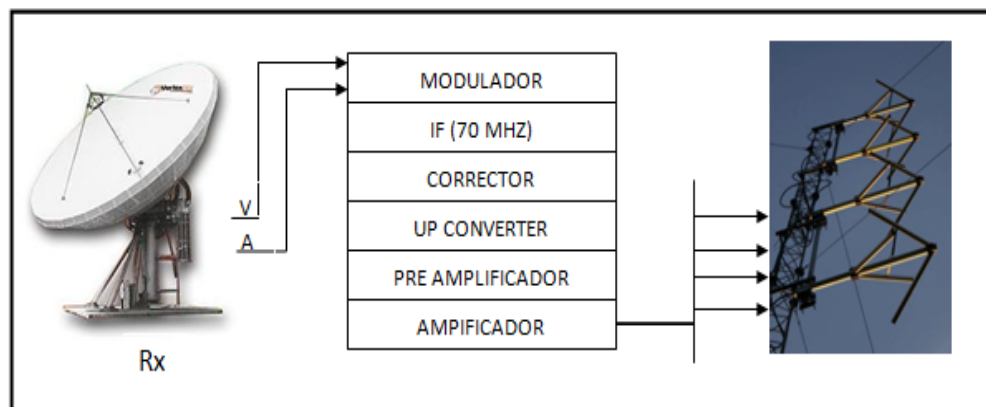 MODULADOR
IF (70 MHZ)
CORRECTOR
V
UP CONVERTER
A
PRE AMPLIFICADOR
AMPIFICADOR
Rx